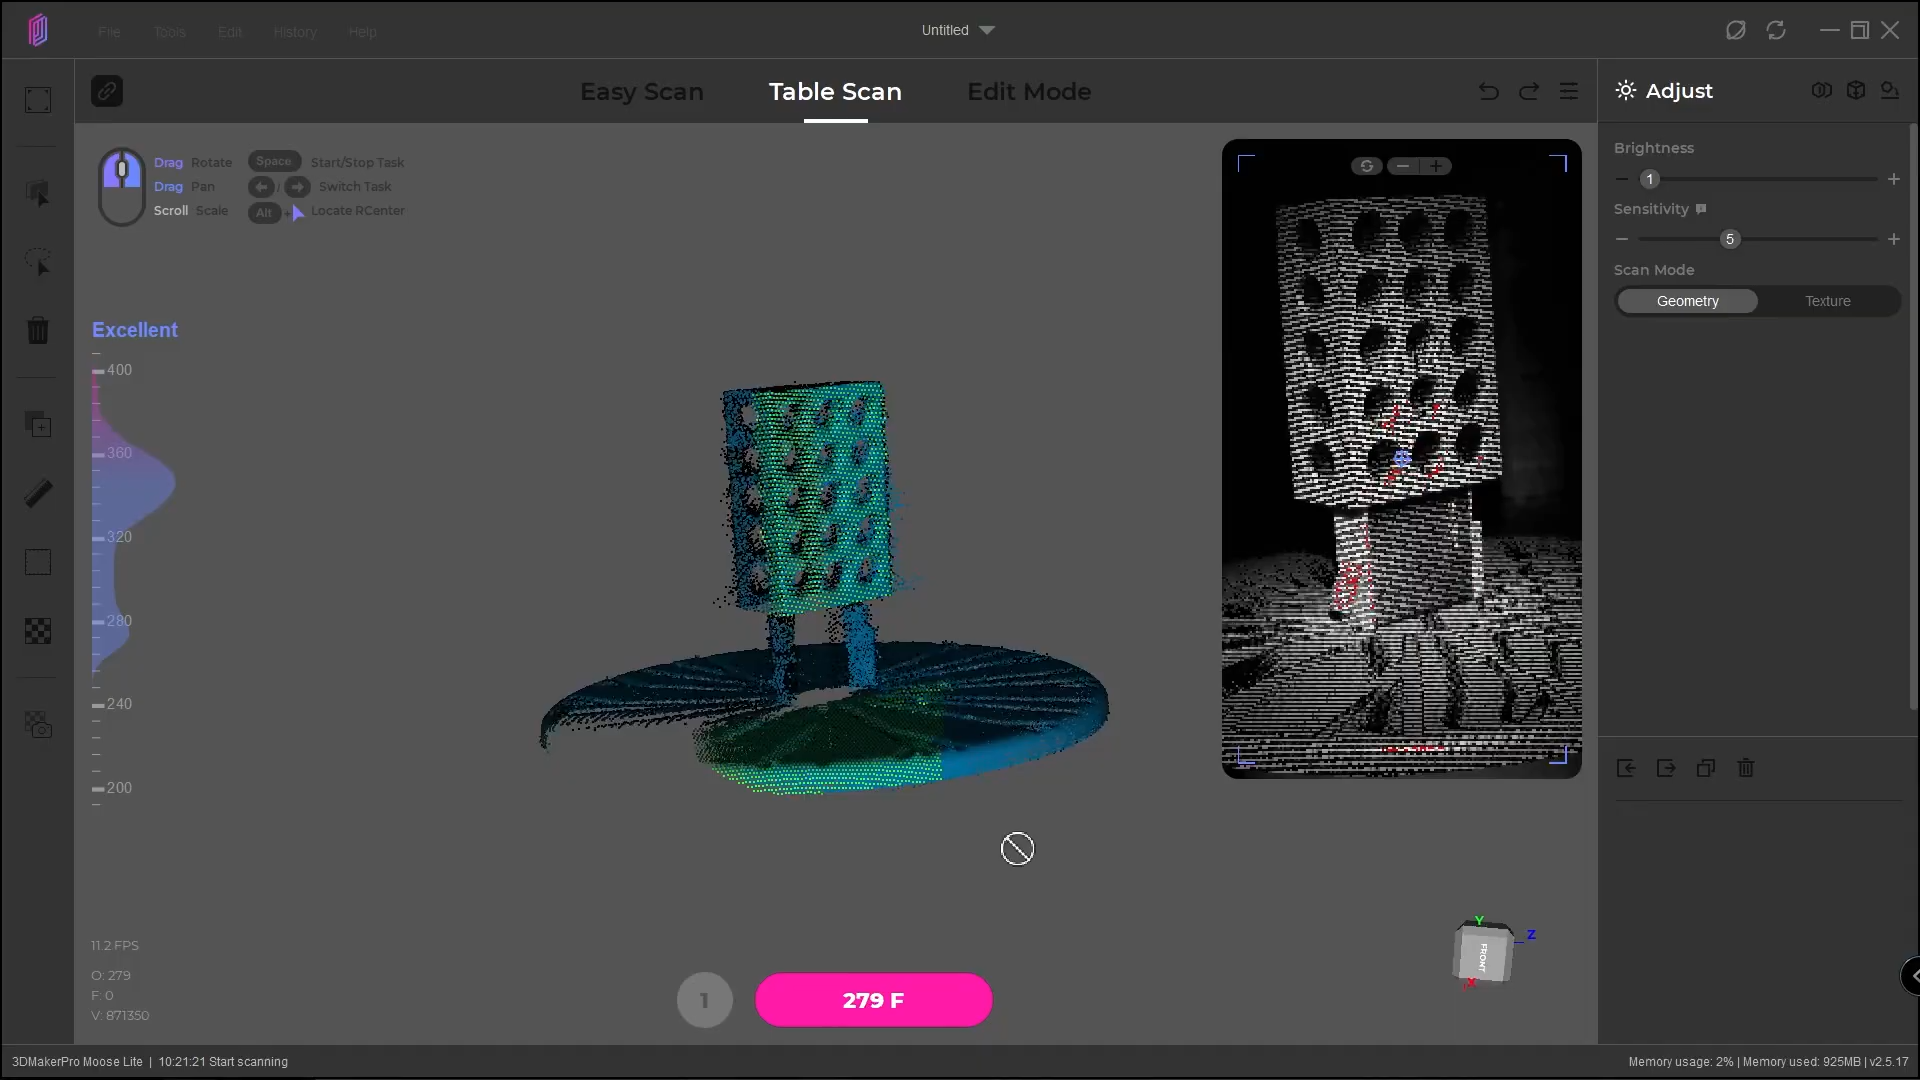 File Tools Edit History Help
Untitled
Easy Scan Table Scan Edit Mode
Adjust
Drag Rotate Space Start/Stop Task
Drag Pan / Switch Task
Scroll Scale Alt + Locate RCenter
Brightness
1
Sensitivity
5
Scan Mode
Geometry Texture
Excellent
400
360
320
280
240
200
11.2 FPS
O: 279
F: 0
V: 871350
1
279 F
Y
Z
FRONT
X
3DMakerPro Moose Lite | 10:21:21 Start scanning
Memory usage: 2% | Memory used: 925MB | v2.5.17